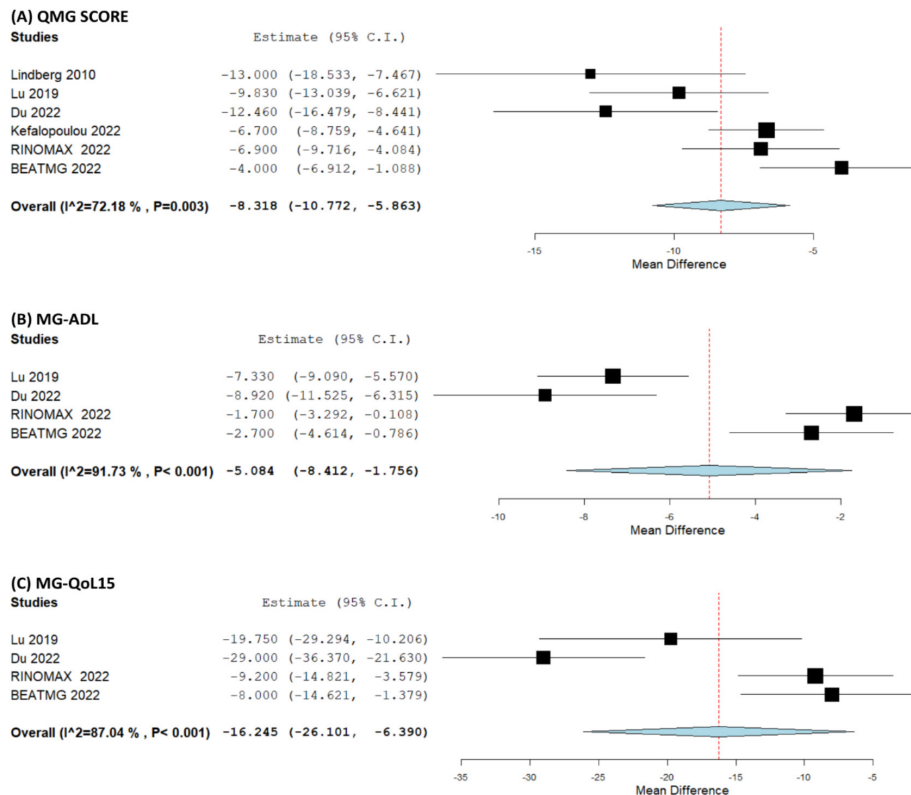 (A) QMG SCORE
Studies Estimate (95% C.I.)
Lindberg 2010 -13.000 (-18.533, -7.467)
Lu 2019 -9.830 (-13.039, -6.621)
Du 2022 -12.460 (-16.479, -8.441)
Kefalopoulou 2022 -6.700 (-8.759, -4.641)
RINOMAX 2022 -6.900 (-9.716, -4.084)
BEATMG 2022 -4.000 (-6.912, -1.088)
Overall (I^2=72.18 % , P=0.003) -8.318 (-10.772, -5.863)
-15 -10 -5
Mean Difference
(B) MG-ADL
Studies Estimate (95% C.I.)
Lu 2019 -7.330 (-9.090, -5.570)
Du 2022 -8.920 (-11.525, -6.315)
RINOMAX 2022 -1.700 (-3.292, -0.108)
BEATMG 2022 -2.700 (-4.614, -0.786)
Overall (I^2=91.73 % , P< 0.001) -5.084 (-8.412, -1.756)
-10 -8 -6 -4 -2
Mean Difference
(C) MG-QoL15
Studies Estimate (95% C.I.)
Lu 2019 -19.750 (-29.294, -10.206)
Du 2022 -29.000 (-36.370, -21.630)
RINOMAX 2022 -9.200 (-14.821, -3.579)
BEATMG 2022 -8.000 (-14.621, -1.379)
Overall (I^2=87.04 % , P< 0.001) -16.245 (-26.101, -6.390)
-35 -30 -25 -20 -15 -10 -5
Mean Difference